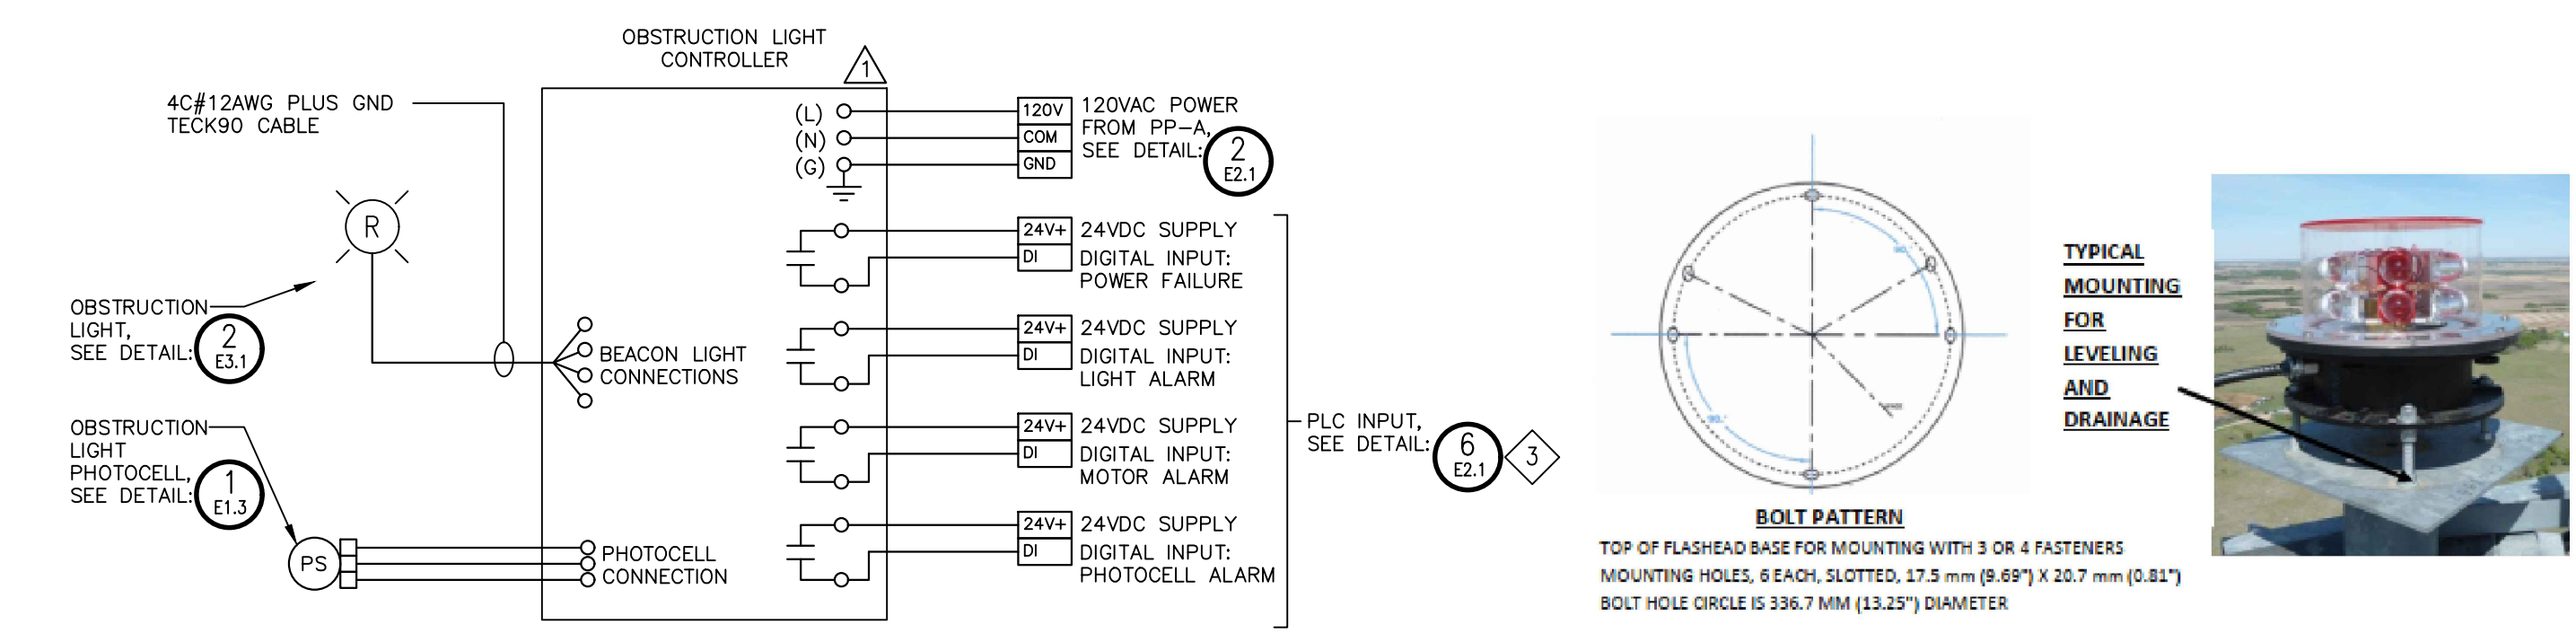 OBSTRUCTION LIGHT
CONTROLLER
1
4C#12AWG PLUS GND
TECK90 CABLE
R
OBSTRUCTION
LIGHT,
SEE DETAIL:
2
E3.1
OBSTRUCTION
LIGHT
PHOTOCELL,
SEE DETAIL:
1
E1.3
PS
BEACON LIGHT
CONNECTIONS
PHOTOCELL
CONNECTION
(L)
(N)
(G)
120V
COM
GND
120VAC POWER
FROM PP-A,
SEE DETAIL:
2
E2.1
24V+ 24VDC SUPPLY
DI DIGITAL INPUT:
POWER FAILURE
24V+ 24VDC SUPPLY
DI DIGITAL INPUT:
LIGHT ALARM
24V+ 24VDC SUPPLY
DI DIGITAL INPUT:
MOTOR ALARM
24V+ 24VDC SUPPLY
DI DIGITAL INPUT:
PHOTOCELL ALARM
PLC INPUT,
SEE DETAIL:
6
E2.1
3
90°
90°
BOLT PATTERN
TOP OF FLASHEAD BASE FOR MOUNTING WITH 3 OR 4 FASTENERS
MOUNTING HOLES, 6 EACH, SLOTTED, 17.5 mm (9.69") X 20.7 mm (0.81")
BOLT HOLE CIRCLE IS 336.7 MM (13.25") DIAMETER
TYPICAL
MOUNTING
FOR
LEVELING
AND
DRAINAGE